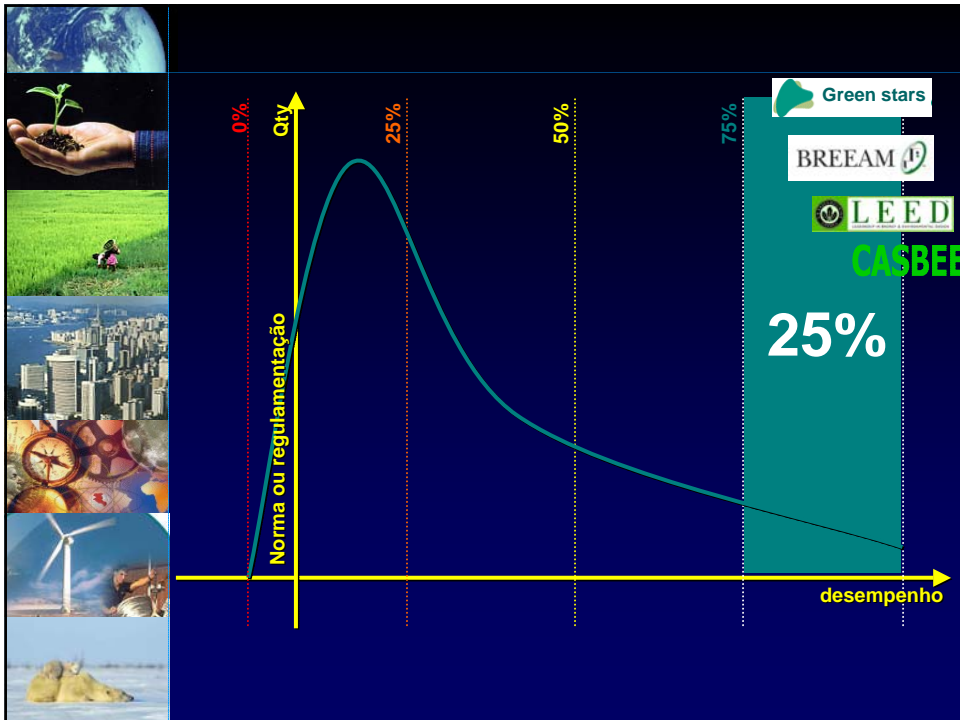 0%
Qty
25%
50%
75%
Green stars
BREEAM
LEED
CASBEE
25%
Norma ou regulamentação
desempenho